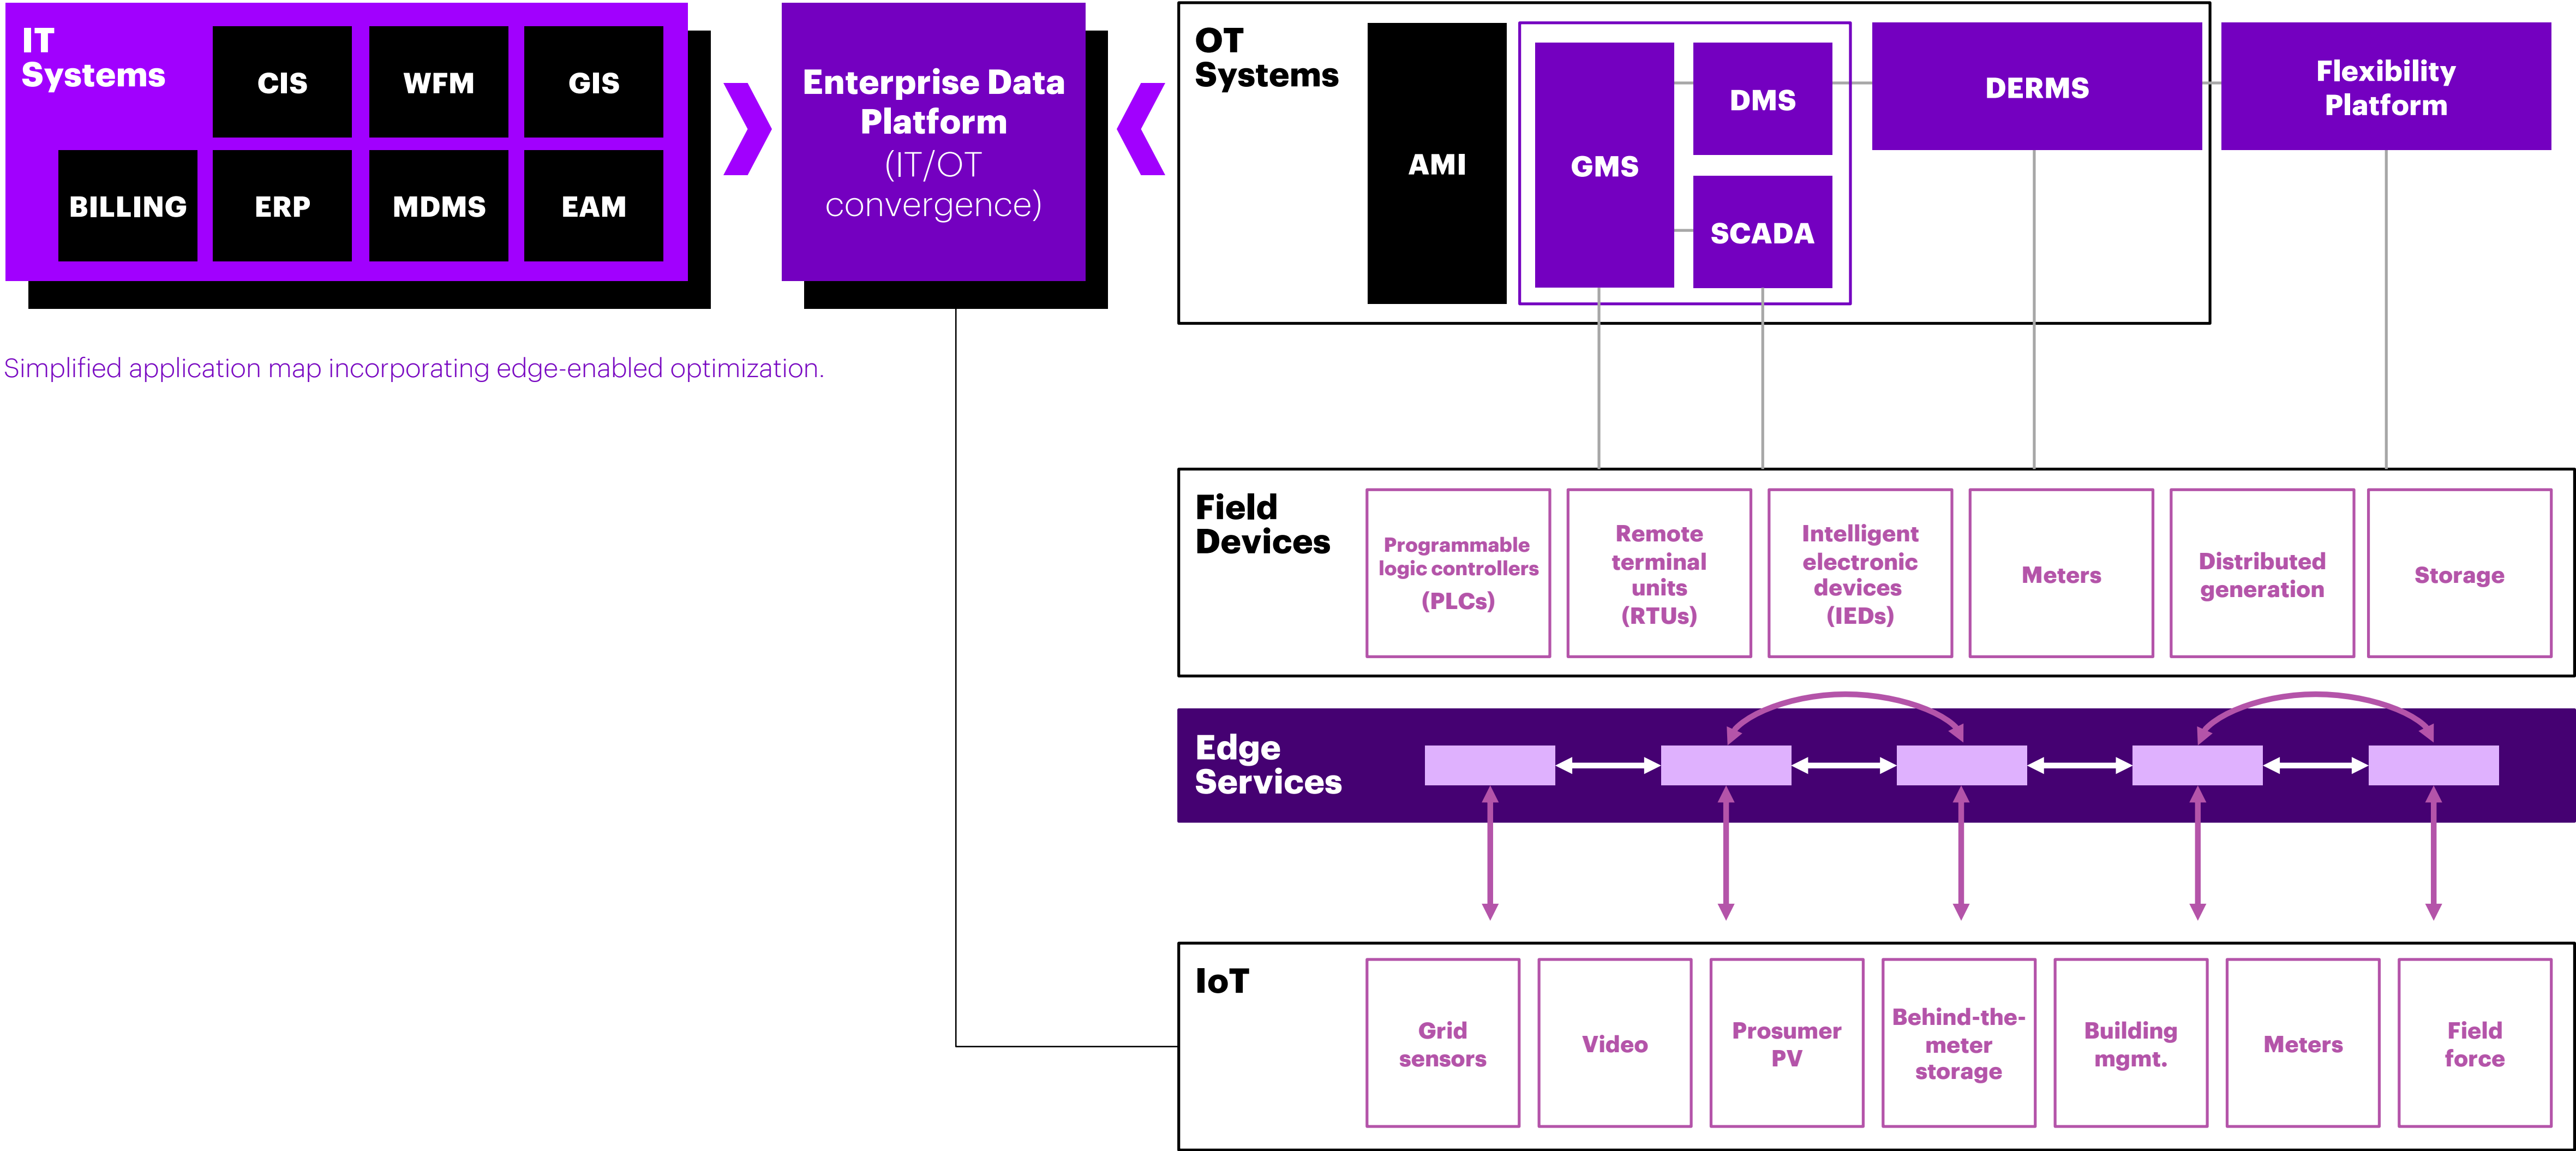 IT
Systems
CIS
WFM
GIS
BILLING
ERP
MDMS
EAM
Enterprise Data
Platform
(IT/OT
convergence)
OT
Systems
AMI
GMS
DMS
SCADA
DERMS
Flexibility
Platform
Simplified application map incorporating edge-enabled optimization.
Field
Devices
Programmable
logic controllers
(PLCs)
Remote
terminal
units
(RTUs)
Intelligent
electronic
devices
(IEDs)
Meters
Distributed
generation
Storage
Edge
Services
IoT
Grid
sensors
Video
Prosumer
PV
Behind-the-
meter
storage
Building
mgmt.
Meters
Field
force